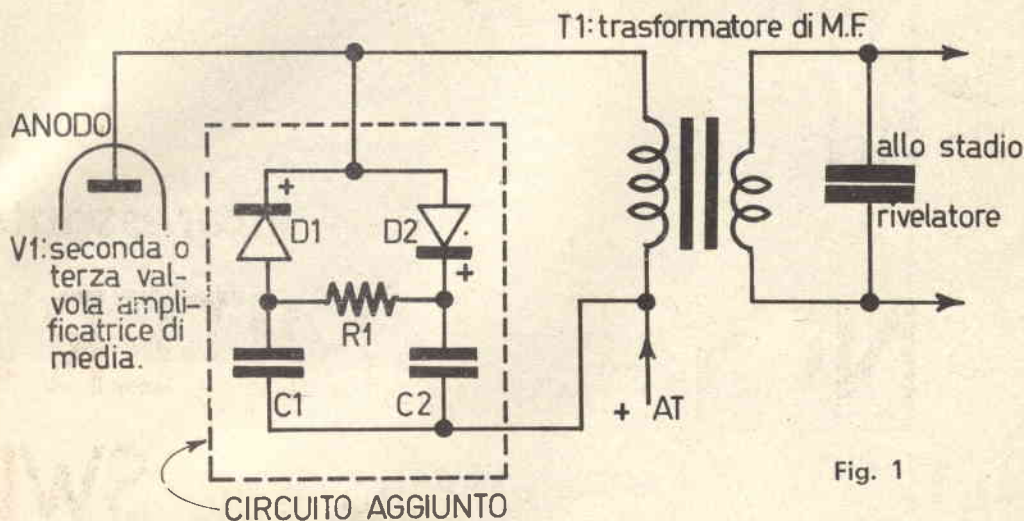 T1: trasformatore di M.F.
ANODO
V1: seconda o
terza val-
vola ampli-
ficatrice di
media.
+
D1
D2
+
R1
C1
C2
allo stadio
rivelatore
+ AT
Fig. 1
CIRCUITO AGGIUNTO